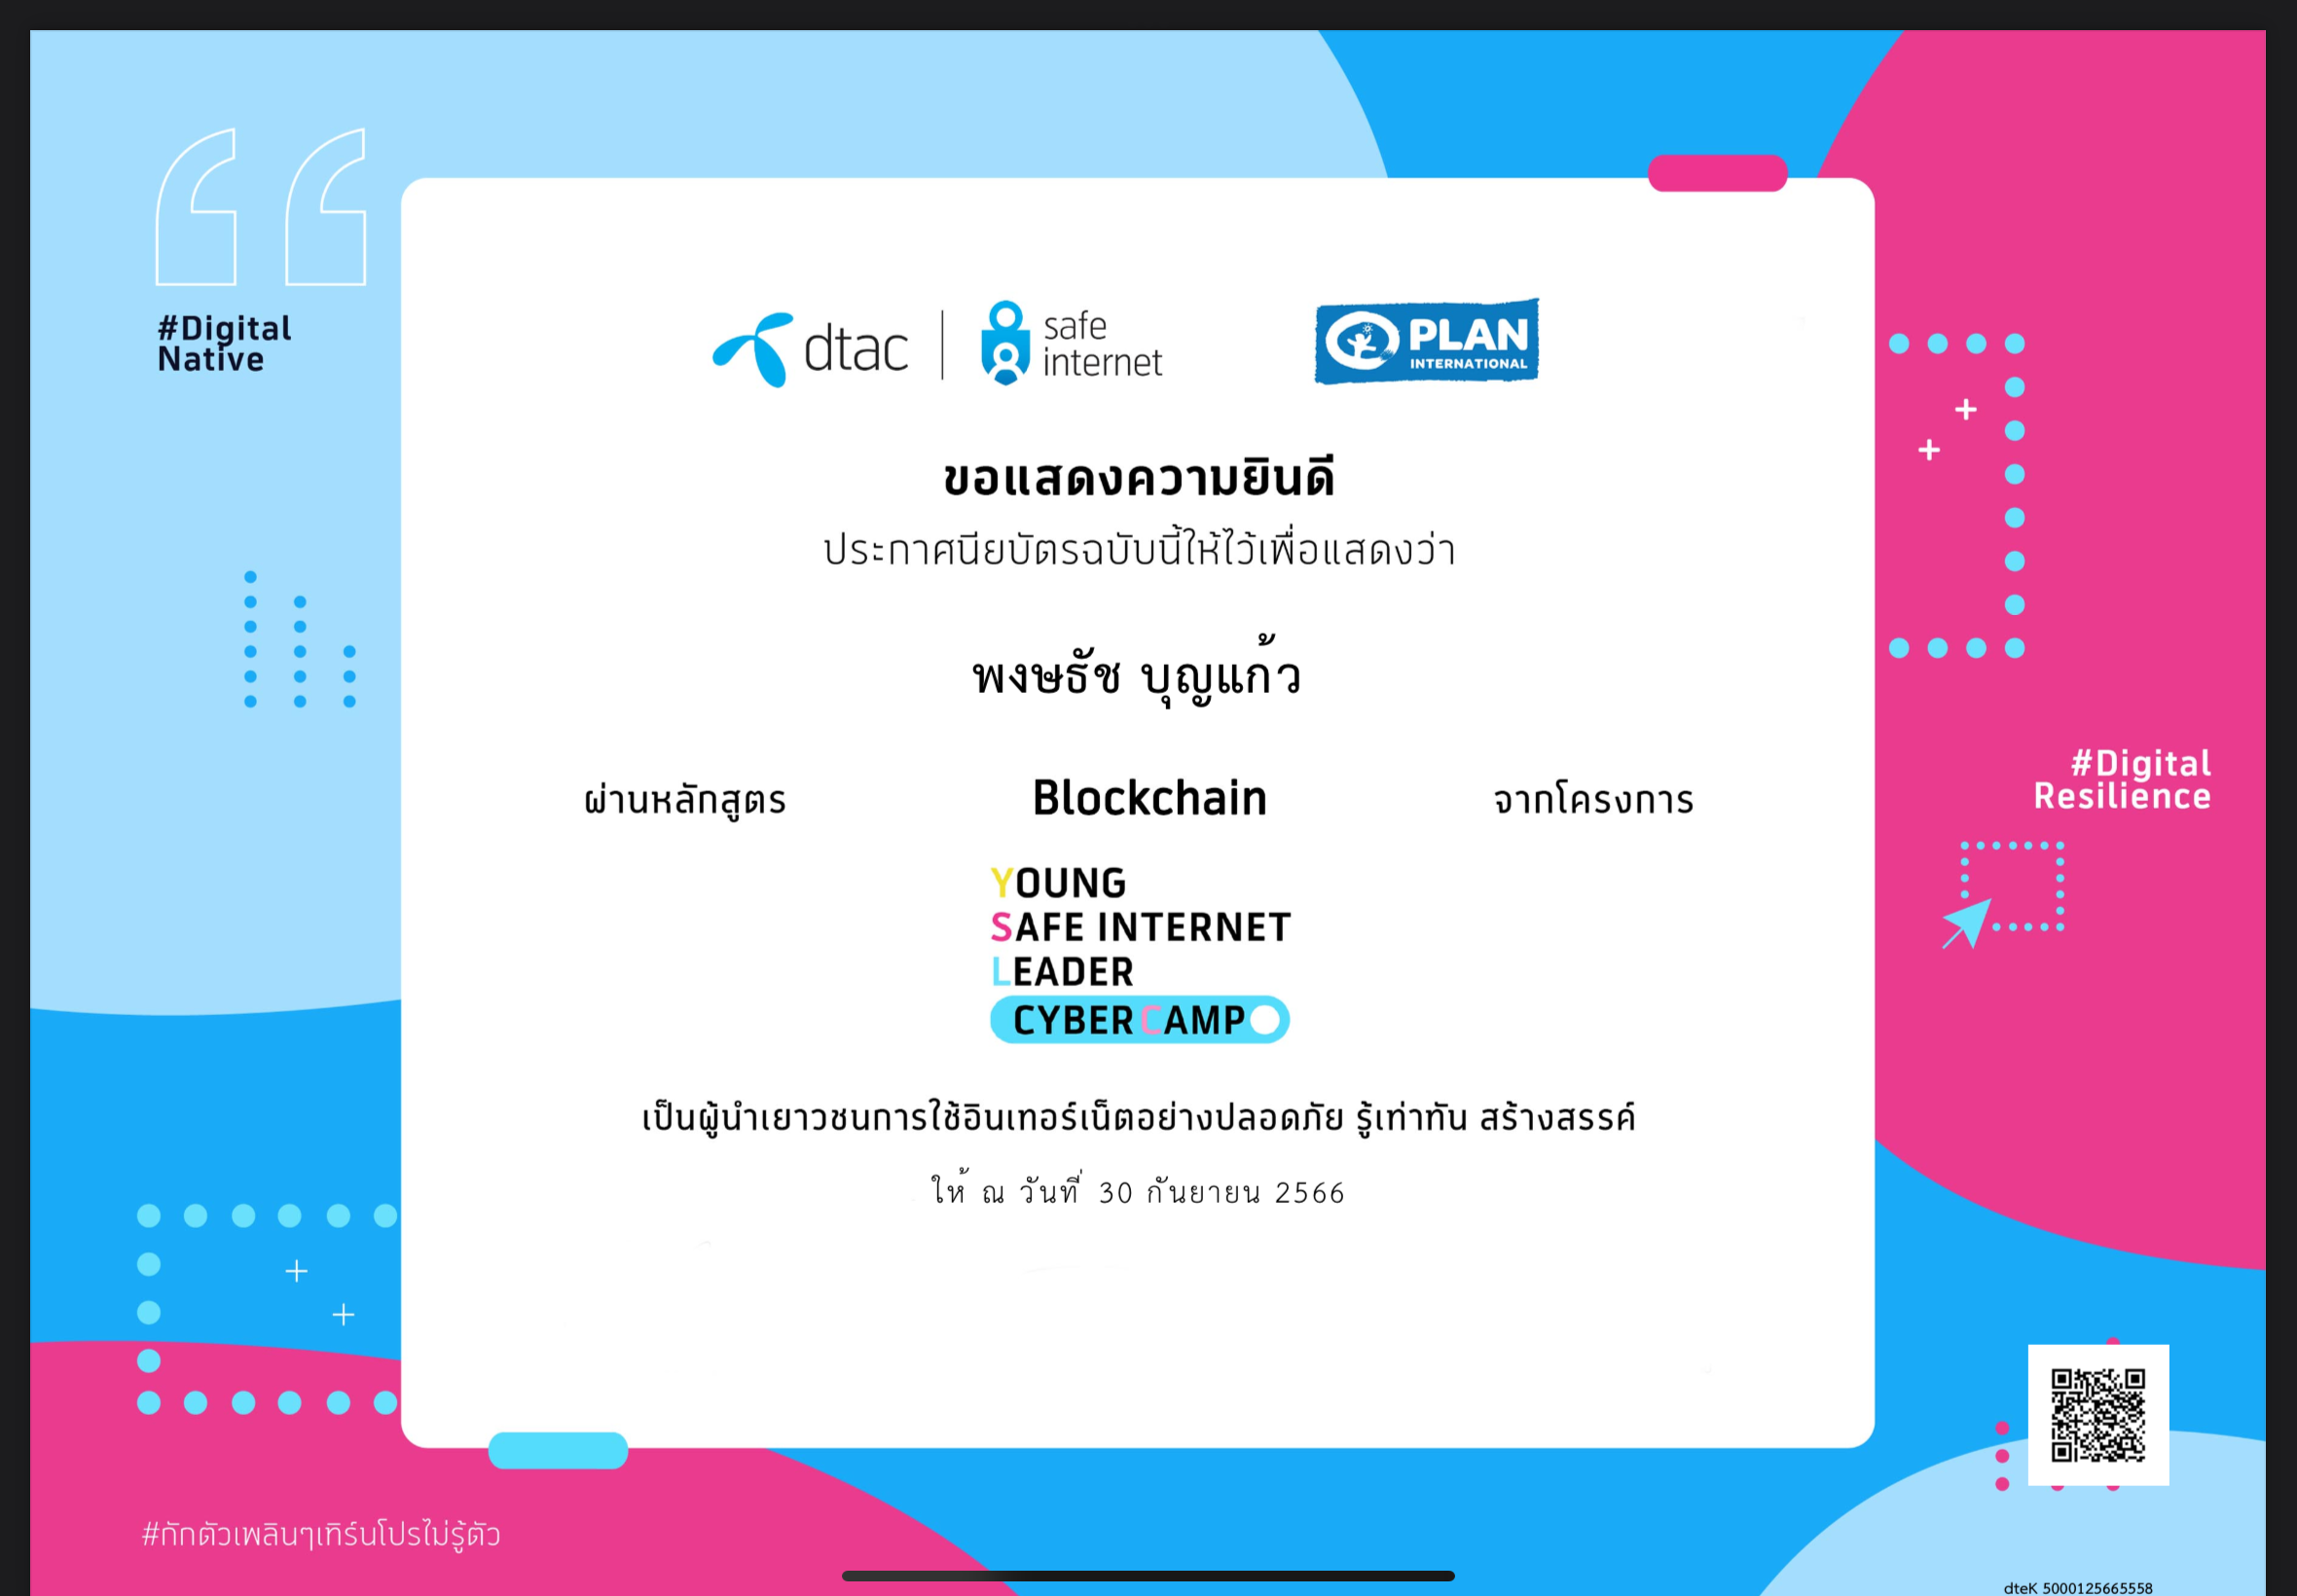 #Digital
Native
dtac
safe
internet
PLAN
INTERNATIONAL
ขอแสดงความยินดี
ประกาศนียบัตรฉบับนี้ให้ไว้เพื่อแสดงว่า
พงษธัช บุญแก้ว
ผ่านหลักสูตร Blockchain จากโครงการ
#Digital
Resilience
YOUNG
SAFE INTERNET
LEADER
CYBER CAMP
เป็นผู้นำเยาวชนการใช้อินเทอร์เน็ตอย่างปลอดภัย รู้เท่าทัน สร้างสรรค์
ให้ ณ วันที่ 30 กันยายน 2566
#กักตัวเพลินๆเทิร์นโปรไม่รู้ตัว
dteK 5000125665558